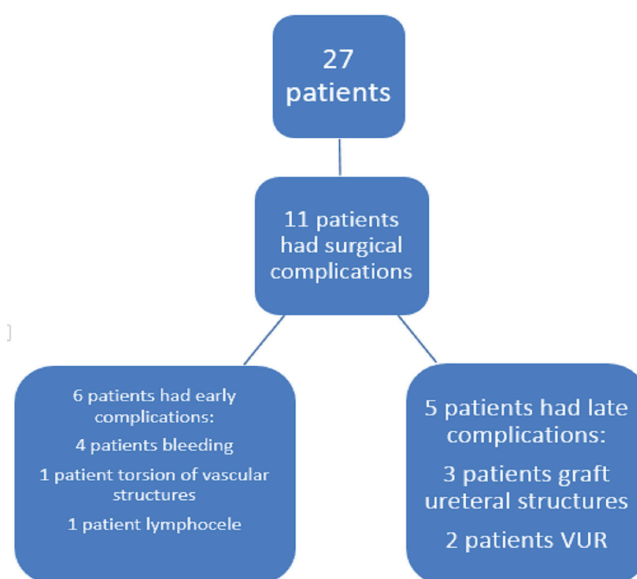 27
patients
11 patients
had surgical
complications
6 patients had early
complications:
4 patients bleeding
1 patient torsion of vascular
structures
1 patient lymphocele
5 patients had late
complications:
3 patients graft
ureteral structures
2 patients VUR